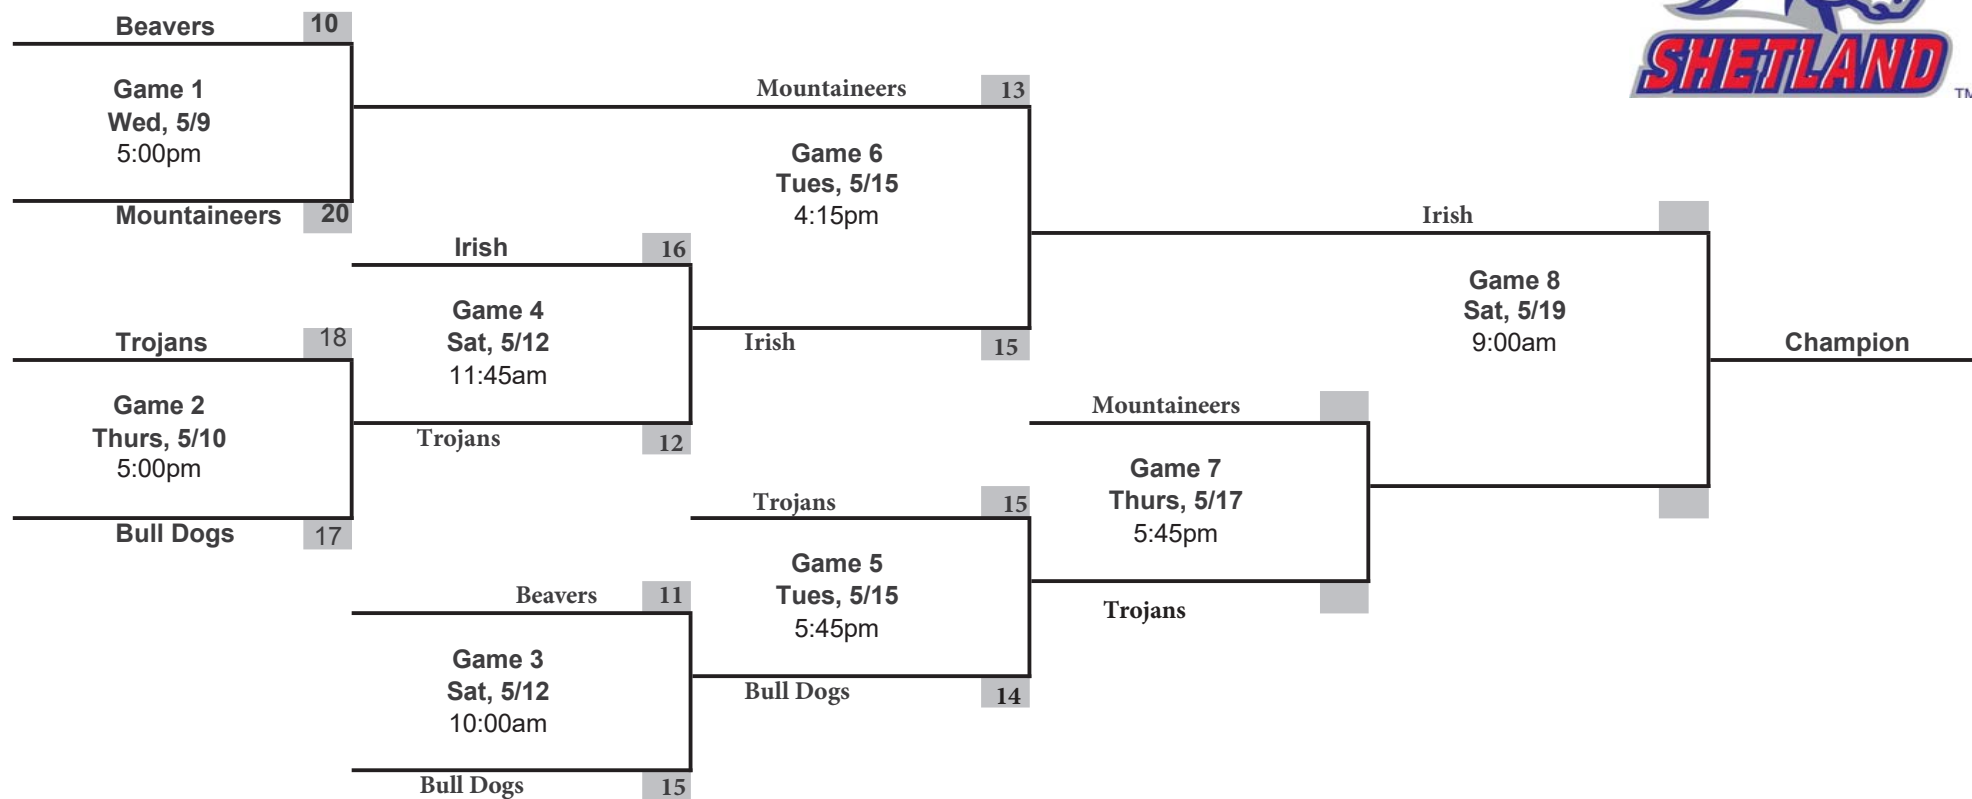 Beavers 10
Game 1
Wed, 5/9
5:00pm
Mountaineers 20
Trojans 18
Game 2
Thurs, 5/10
5:00pm
Bull Dogs 17
Irish 16
Game 4
Sat, 5/12
11:45am
Trojans 12
Beavers 11
Game 3
Sat, 5/12
10:00am
Bull Dogs 15
Mountaineers 13
Game 6
Tues, 5/15
4:15pm
Irish 15
Trojans 15
Game 5
Tues, 5/15
5:45pm
Bull Dogs 14
Mountaineers
Game 7
Thurs, 5/17
5:45pm
Trojans
Irish
Game 8
Sat, 5/19
9:00am
Champion
SHETLAND
TM